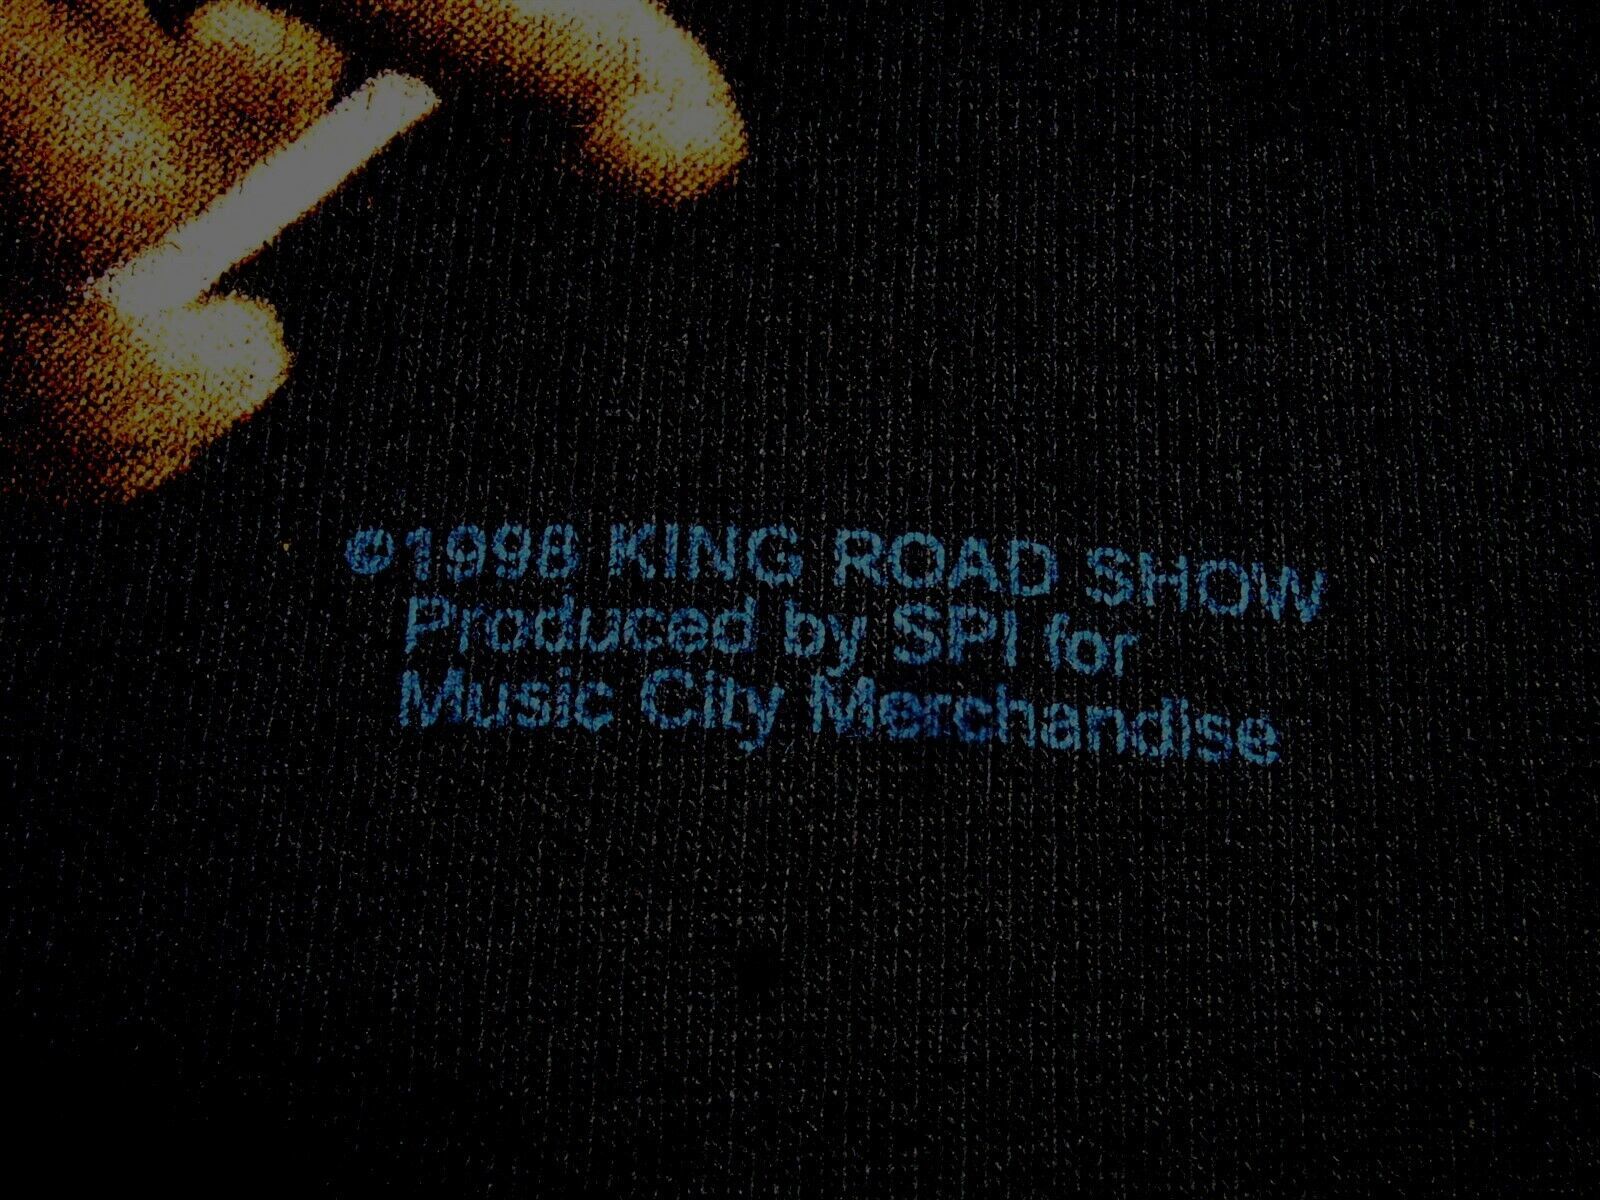 ©1998 KING ROAD SHOW
Produced by SPI for
Music City Merchandise